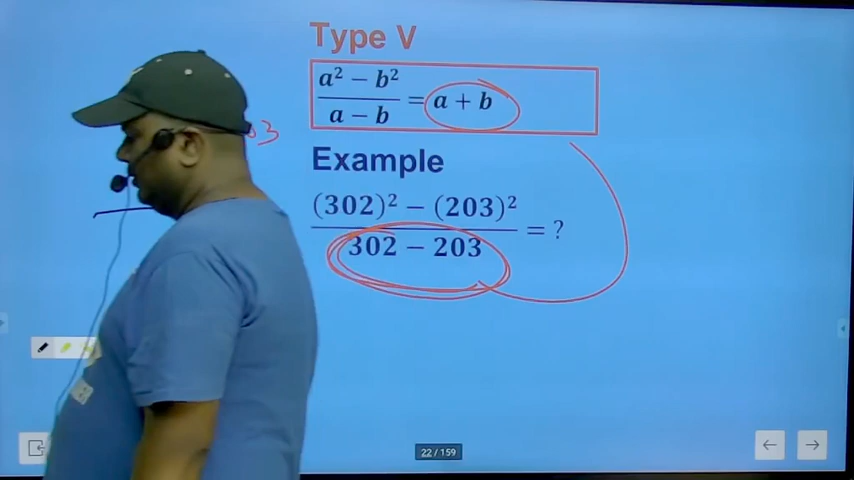 Type V
a² − b² / a − b = a + b
Example
(302)² − (203)² / 302 − 203 = ?
22 / 159